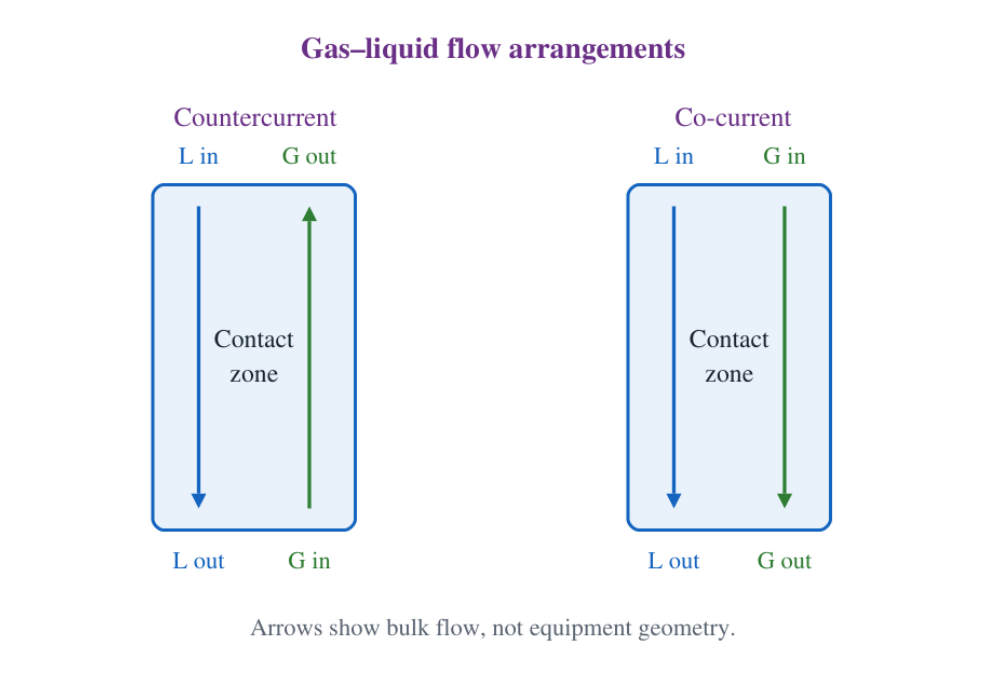 Gas–liquid flow arrangements
Countercurrent
L in
G out
Contact
zone
L out
G in
Co-current
L in
G in
Contact
zone
L out
G out
Arrows show bulk flow, not equipment geometry.